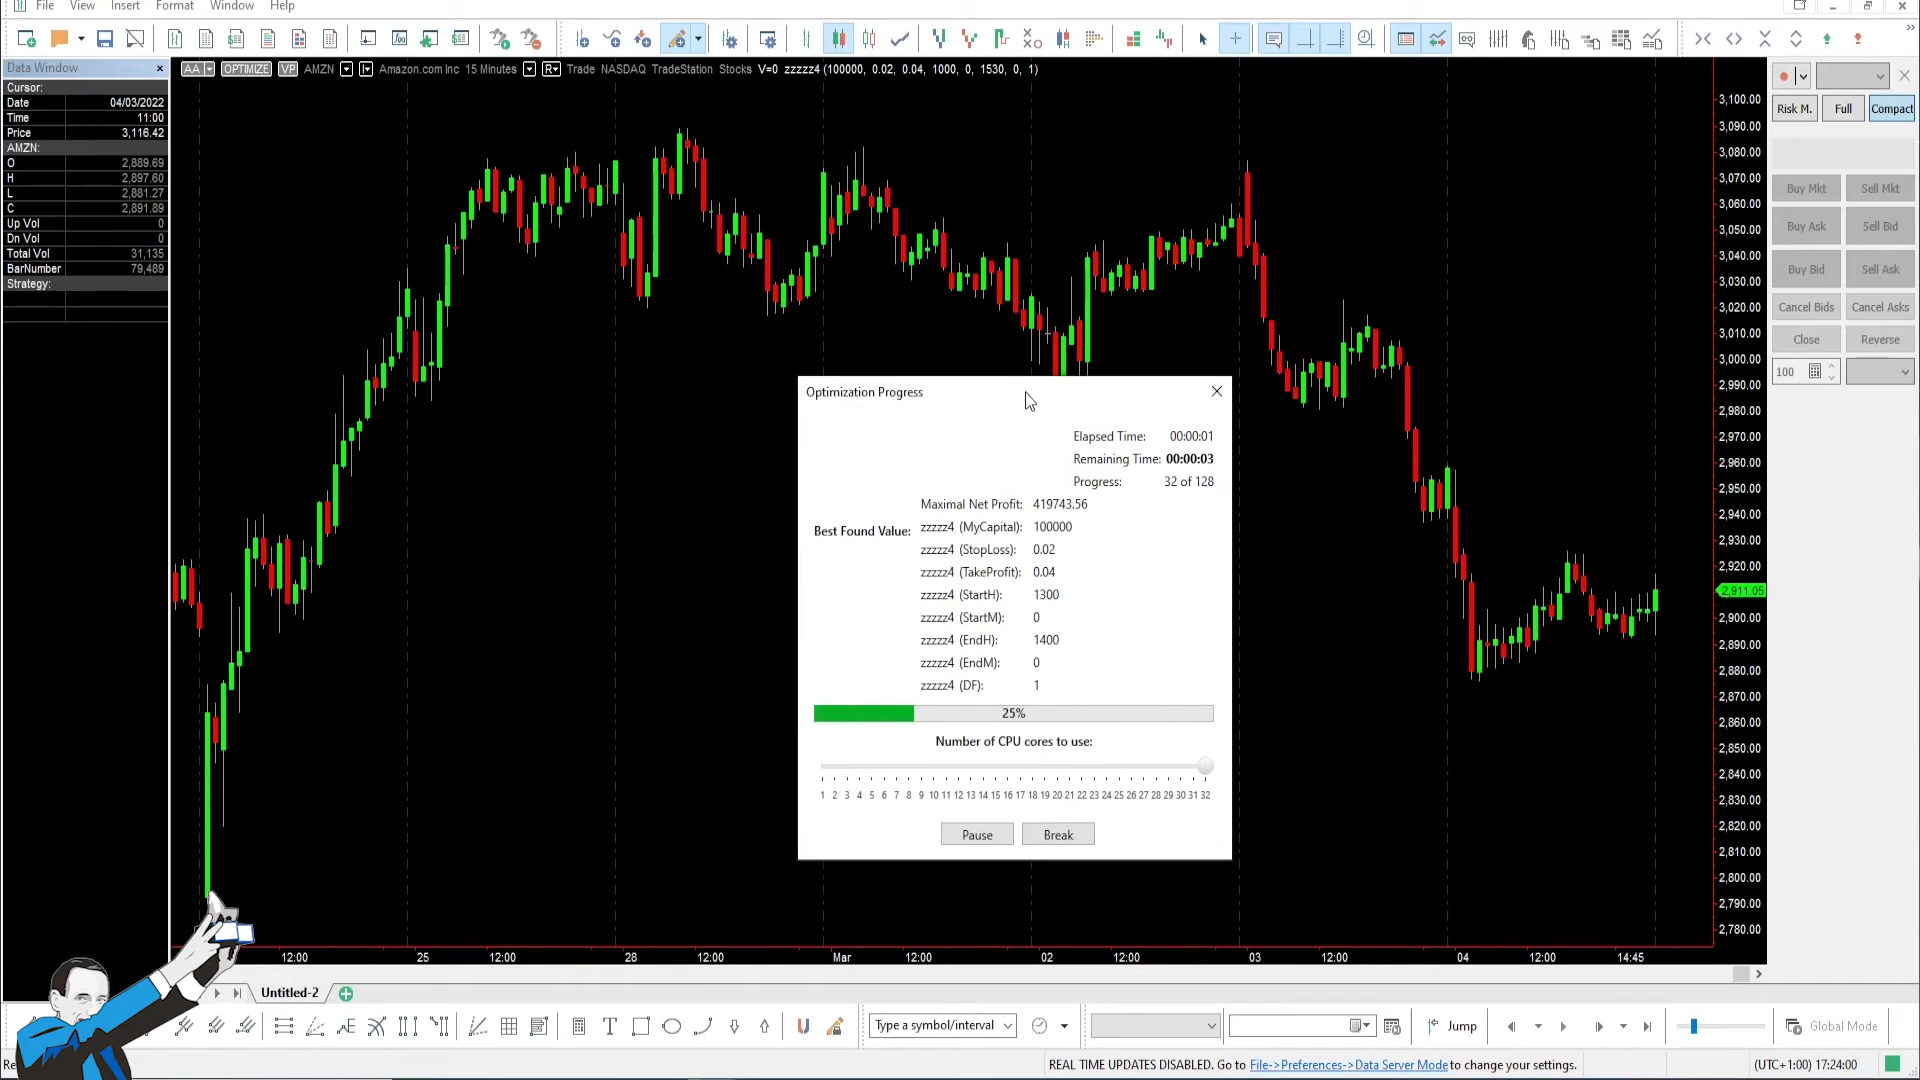 File View Insert Format Window Help
Data Window ×
AA OPTIMIZE VP AMZN Amazon.com Inc 15 Minutes R Trade NASDAQ TradeStation Stocks V=0 zzzzz4 (100000, 0.02, 0.04, 1000, 0, 1530, 0, 1)
Cursor:
Date 04/03/2022
Time 11:00
Price 3,116.42
AMZN:
O 2,889.69
H 2,897.60
L 2,881.27
C 2,891.89
Up Vol 0
Dn Vol 0
Total Vol 31,135
BarNumber 79,489
Strategy:
3,100.00
3,090.00
3,080.00
3,070.00
3,060.00
3,050.00
3,040.00
3,030.00
3,020.00
3,010.00
3,000.00
2,990.00
2,980.00
2,970.00
2,960.00
2,950.00
2,940.00
2,930.00
2,920.00
2,911.05
2,900.00
2,890.00
2,880.00
2,870.00
2,860.00
2,850.00
2,840.00
2,830.00
2,820.00
2,810.00
2,800.00
2,790.00
2,780.00
Risk M. Full Compact
Buy Mkt Sell Mkt
Buy Ask Sell Bid
Buy Bid Sell Ask
Cancel Bids Cancel Asks
Close Reverse
100
Optimization Progress
Elapsed Time: 00:00:01
Remaining Time: 00:00:03
Progress: 32 of 128
Maximal Net Profit: 419743.56
Best Found Value:
zzzzz4 (MyCapital): 100000
zzzzz4 (StopLoss): 0.02
zzzzz4 (TakeProfit): 0.04
zzzzz4 (StartH): 1300
zzzzz4 (StartM): 0
zzzzz4 (EndH): 1400
zzzzz4 (EndM): 0
zzzzz4 (DF): 1
25%
Number of CPU cores to use:
1 2 3 4 5 6 7 8 9 10 11 12 13 14 15 16 17 18 19 20 21 22 23 24 25 26 27 28 29 30 31 32
Pause Break
12:00 25 12:00 28 12:00 Mar 12:00 02 12:00 03 12:00 04 12:00 14:45
Untitled-2
Type a symbol/interval
Jump
Global Mode
Re
REAL TIME UPDATES DISABLED. Go to File->Preferences->Data Server Mode to change your settings.
(UTC+1:00) 17:24:00